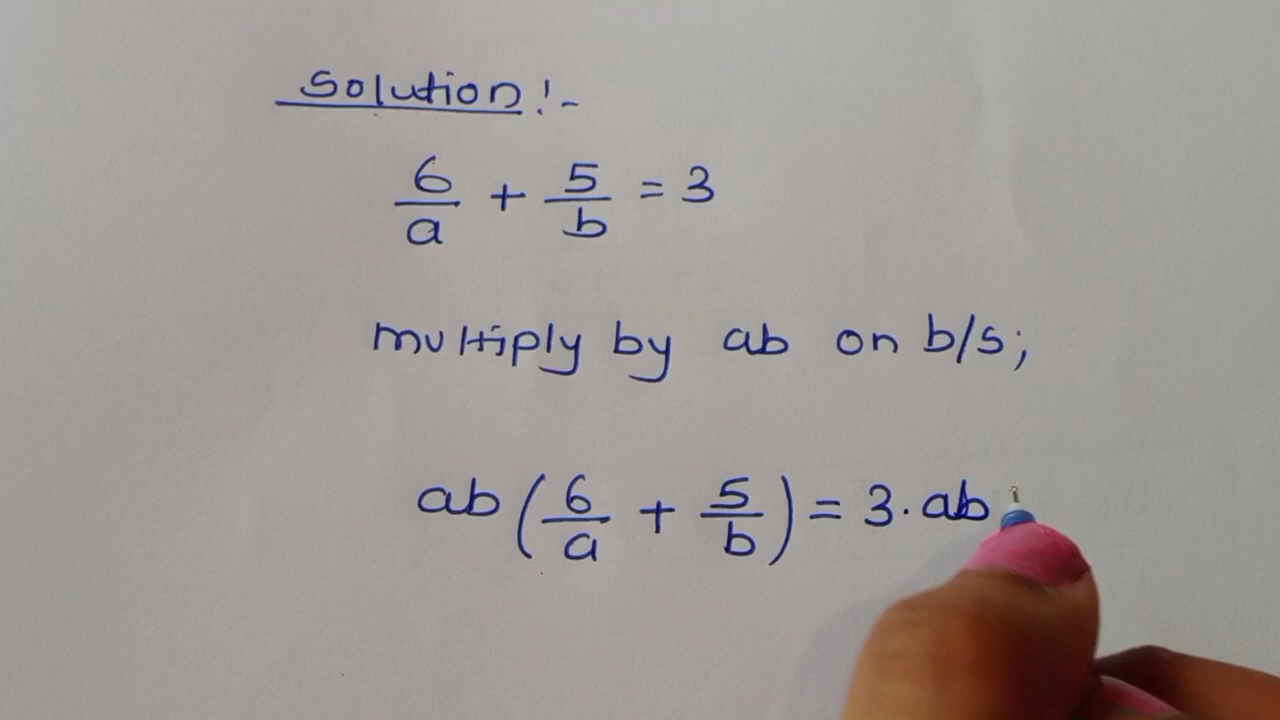 Solution:-
6/a + 5/b = 3
multiply by ab on b/s;
ab(6/a + 5/b) = 3.ab